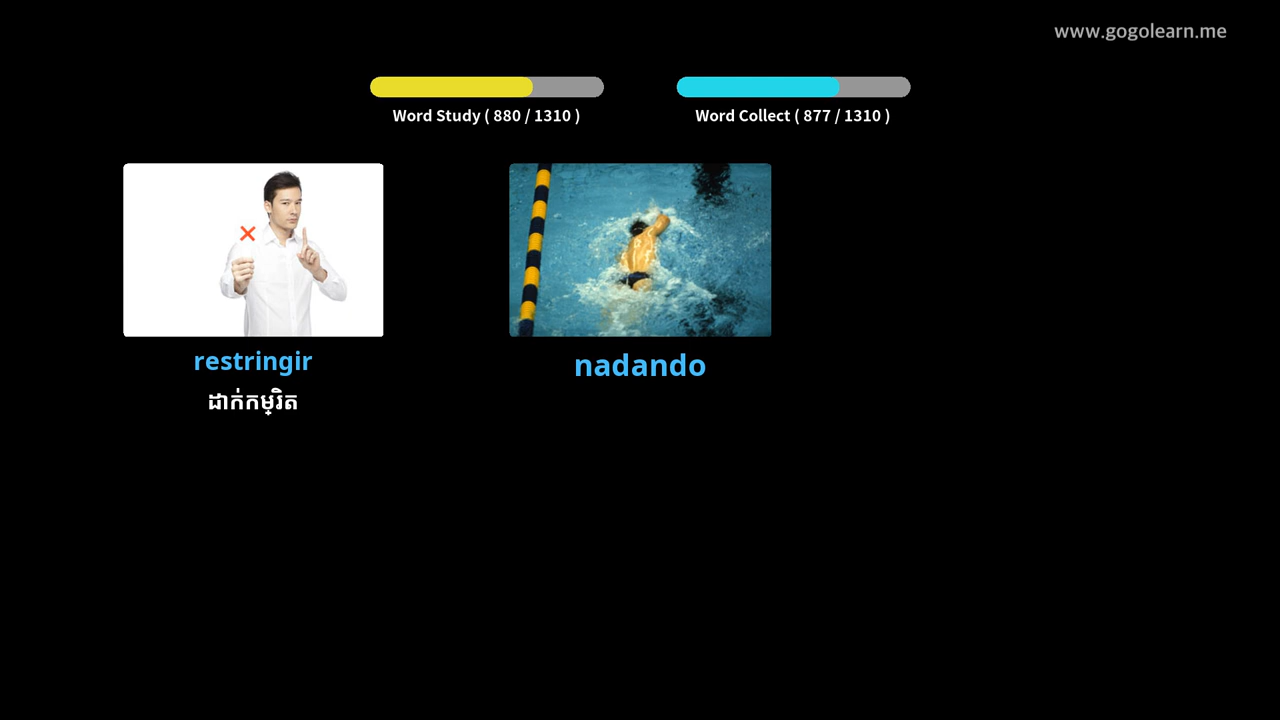 www.gogolearn.me
Word Study ( 880 / 1310 )
Word Collect ( 877 / 1310 )
restringir
nadando
ដាក់កម្រិត